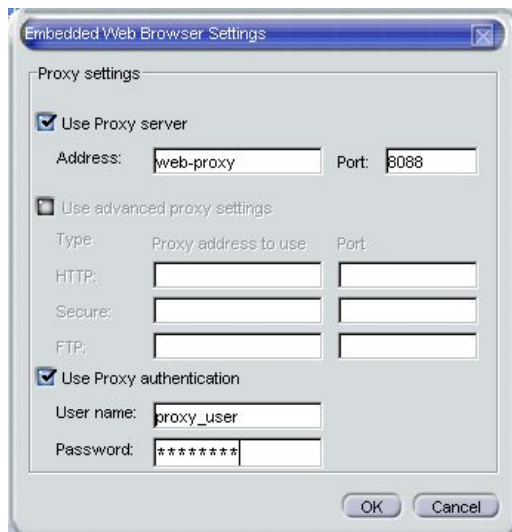 Embedded Web Browser Settings
Proxy settings
Use Proxy server
Address: web-proxy Port: 8088
Use advanced proxy settings
Type Proxy address to use Port
HTTP:
Secure:
FTP:
Use Proxy authentication
User name: proxy_user
Password: ********
OK Cancel